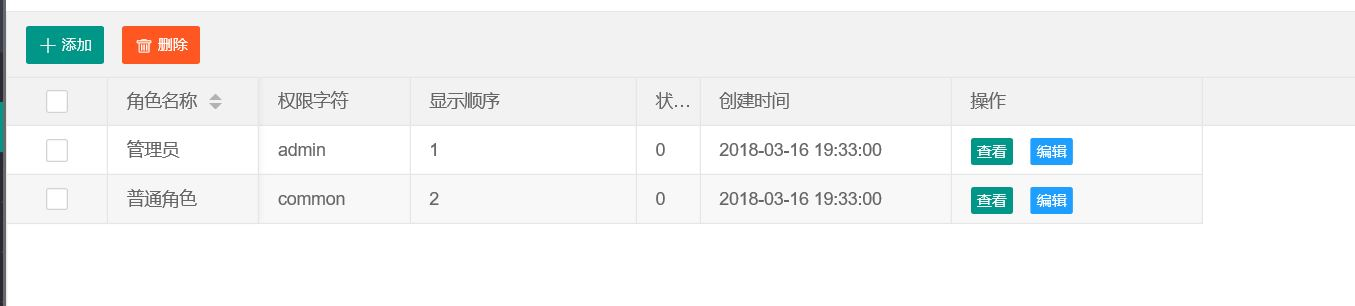 添加 删除
角色名称 权限字符 显示顺序 状... 创建时间 操作
管理员 admin 1 0 2018-03-16 19:33:00 查看 编辑
普通角色 common 2 0 2018-03-16 19:33:00 查看 编辑